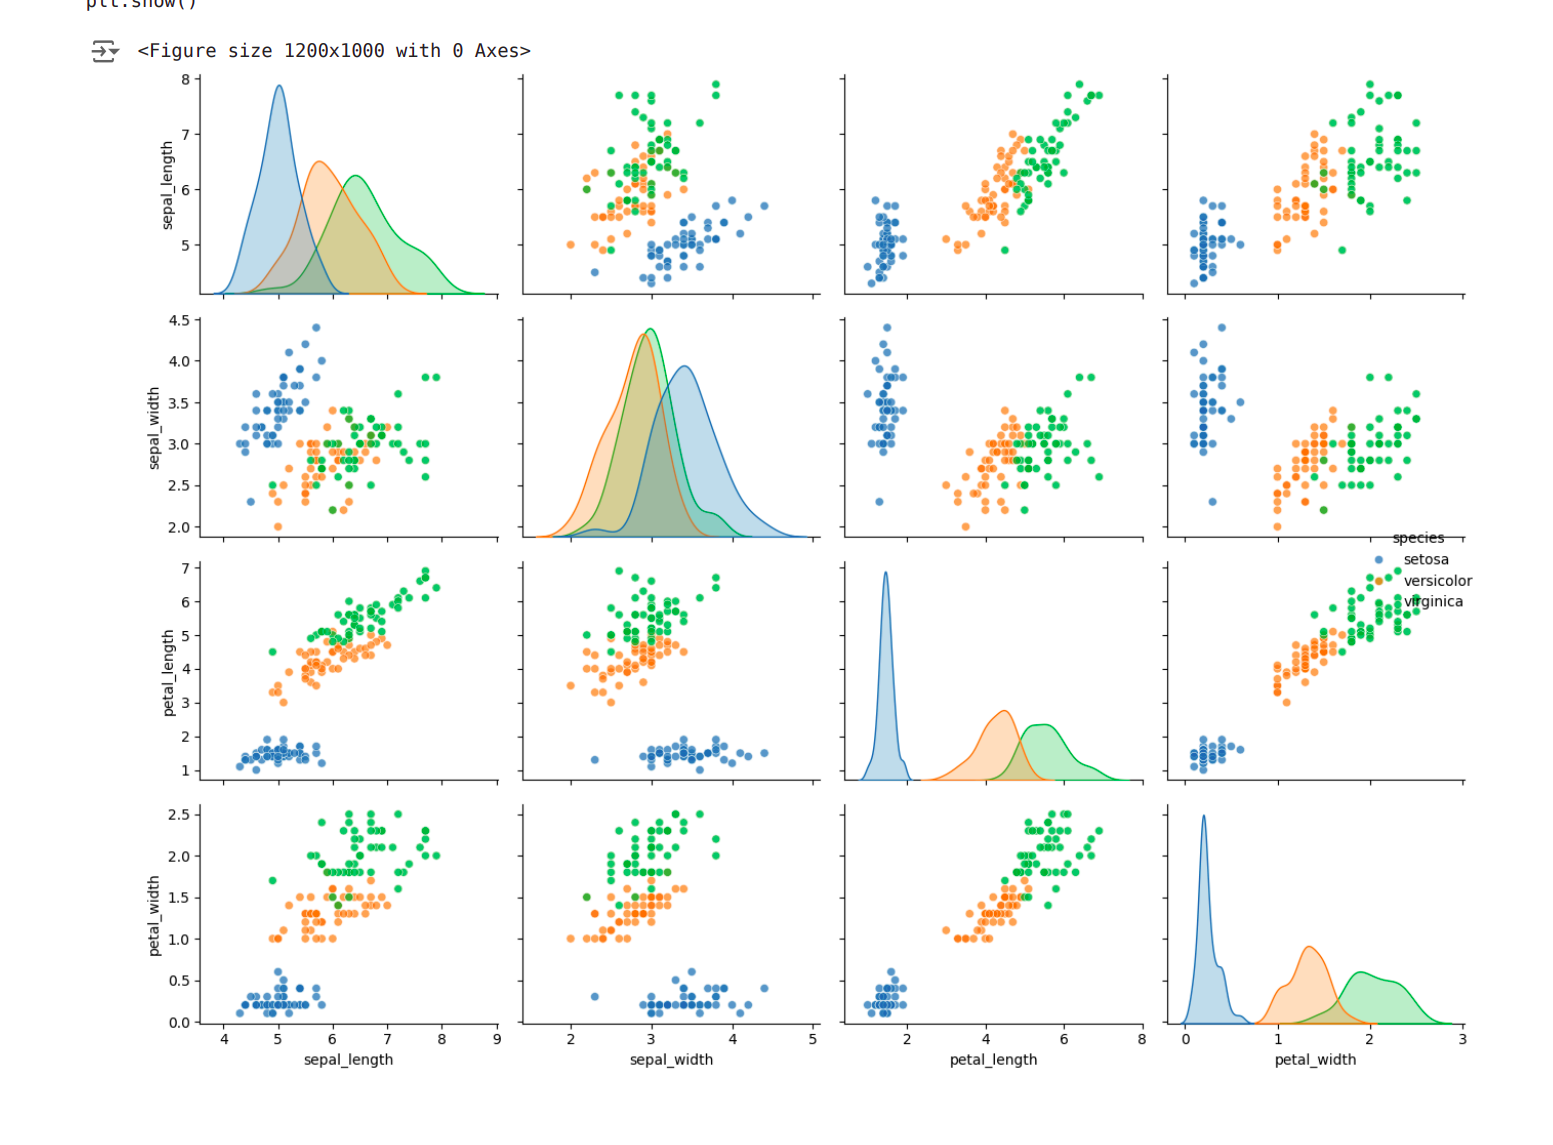 plt.show()
<Figure size 1200x1000 with 0 Axes>
8
7
6
5
sepal_length
4.5
4.0
3.5
3.0
2.5
2.0
sepal_width
species
setosa
versicolor
virginica
7
6
5
4
3
2
1
petal_length
2.5
2.0
1.5
1.0
0.5
0.0
petal_width
4 5 6 7 8 9
2 3 4 5
2 4 6 8
0 1 2 3
sepal_length
sepal_width
petal_length
petal_width